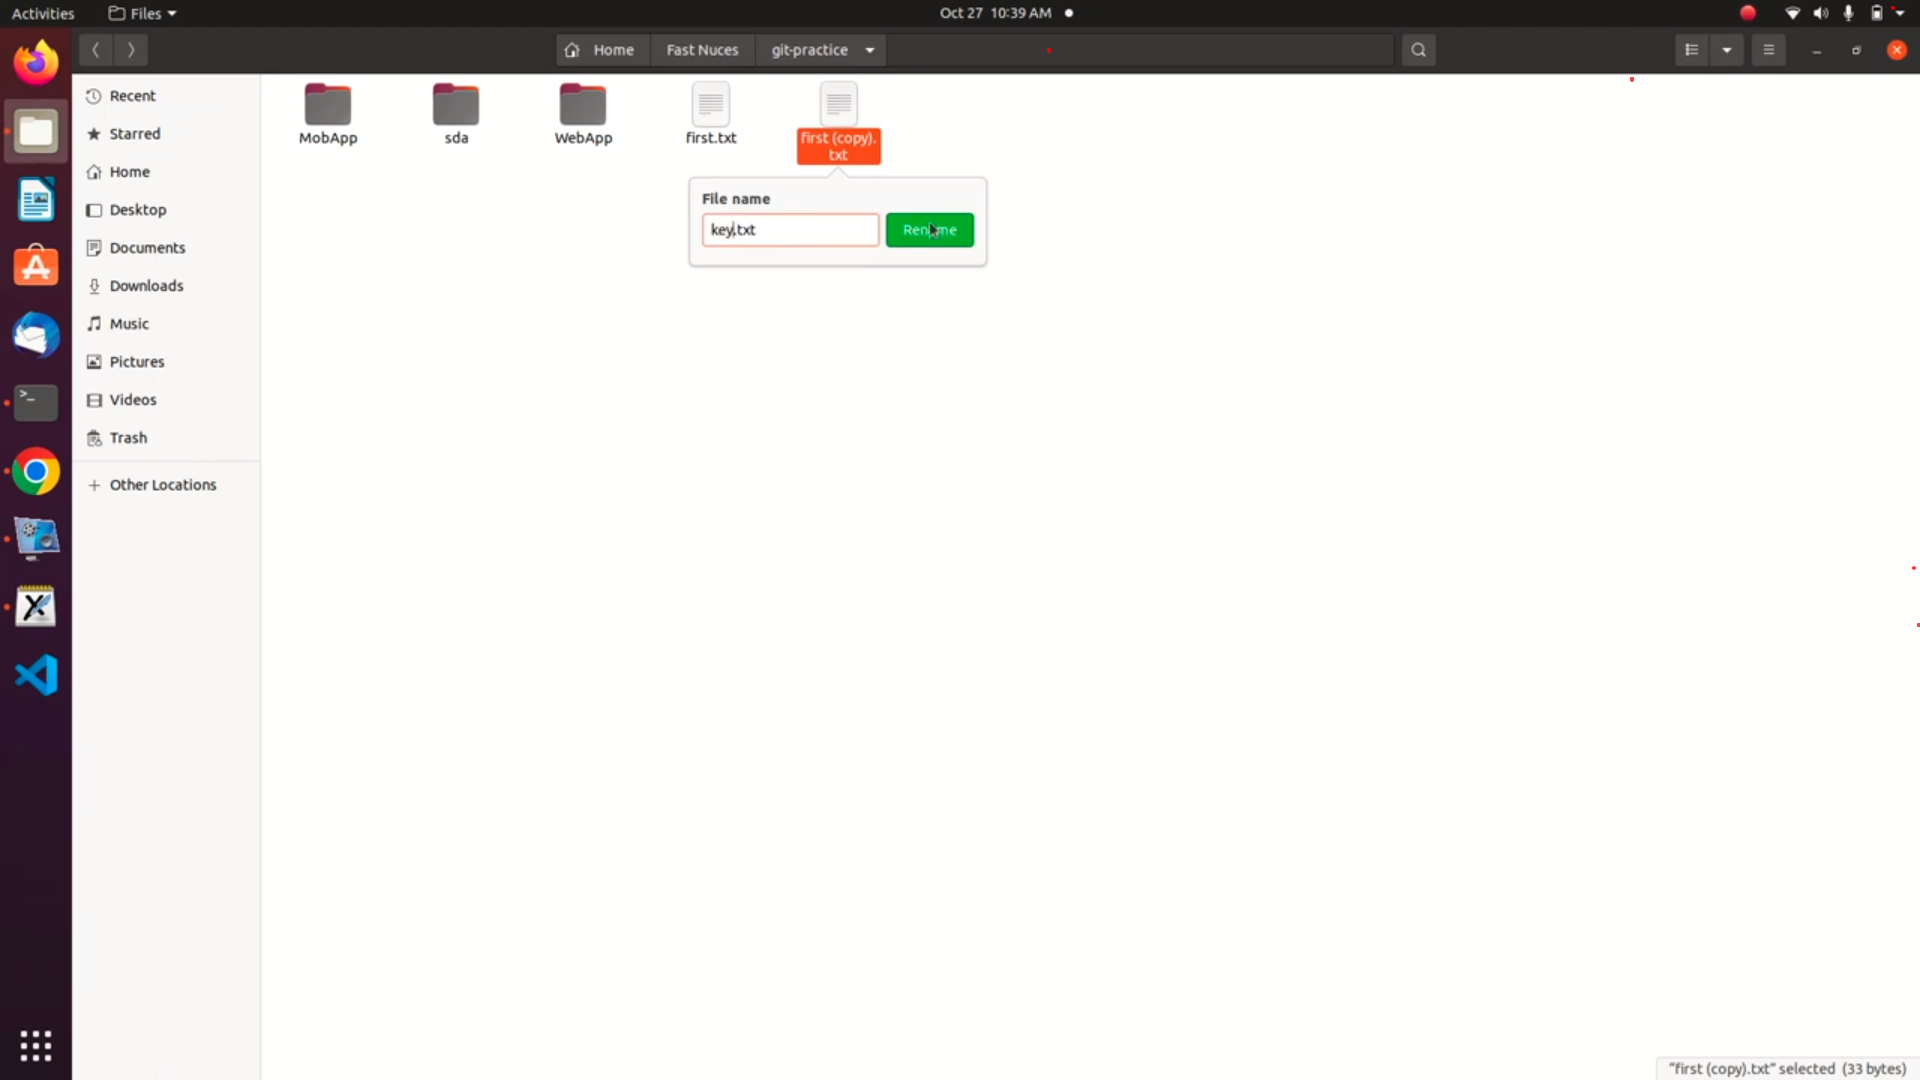 Activities
Files
Oct 27 10:39 AM
Home
Fast Nuces
git-practice
Recent
Starred
Home
Desktop
Documents
Downloads
Music
Pictures
Videos
Trash
Other Locations
MobApp
sda
WebApp
first.txt
first (copy).
txt
File name
key.txt
Rename
"first (copy).txt" selected (33 bytes)